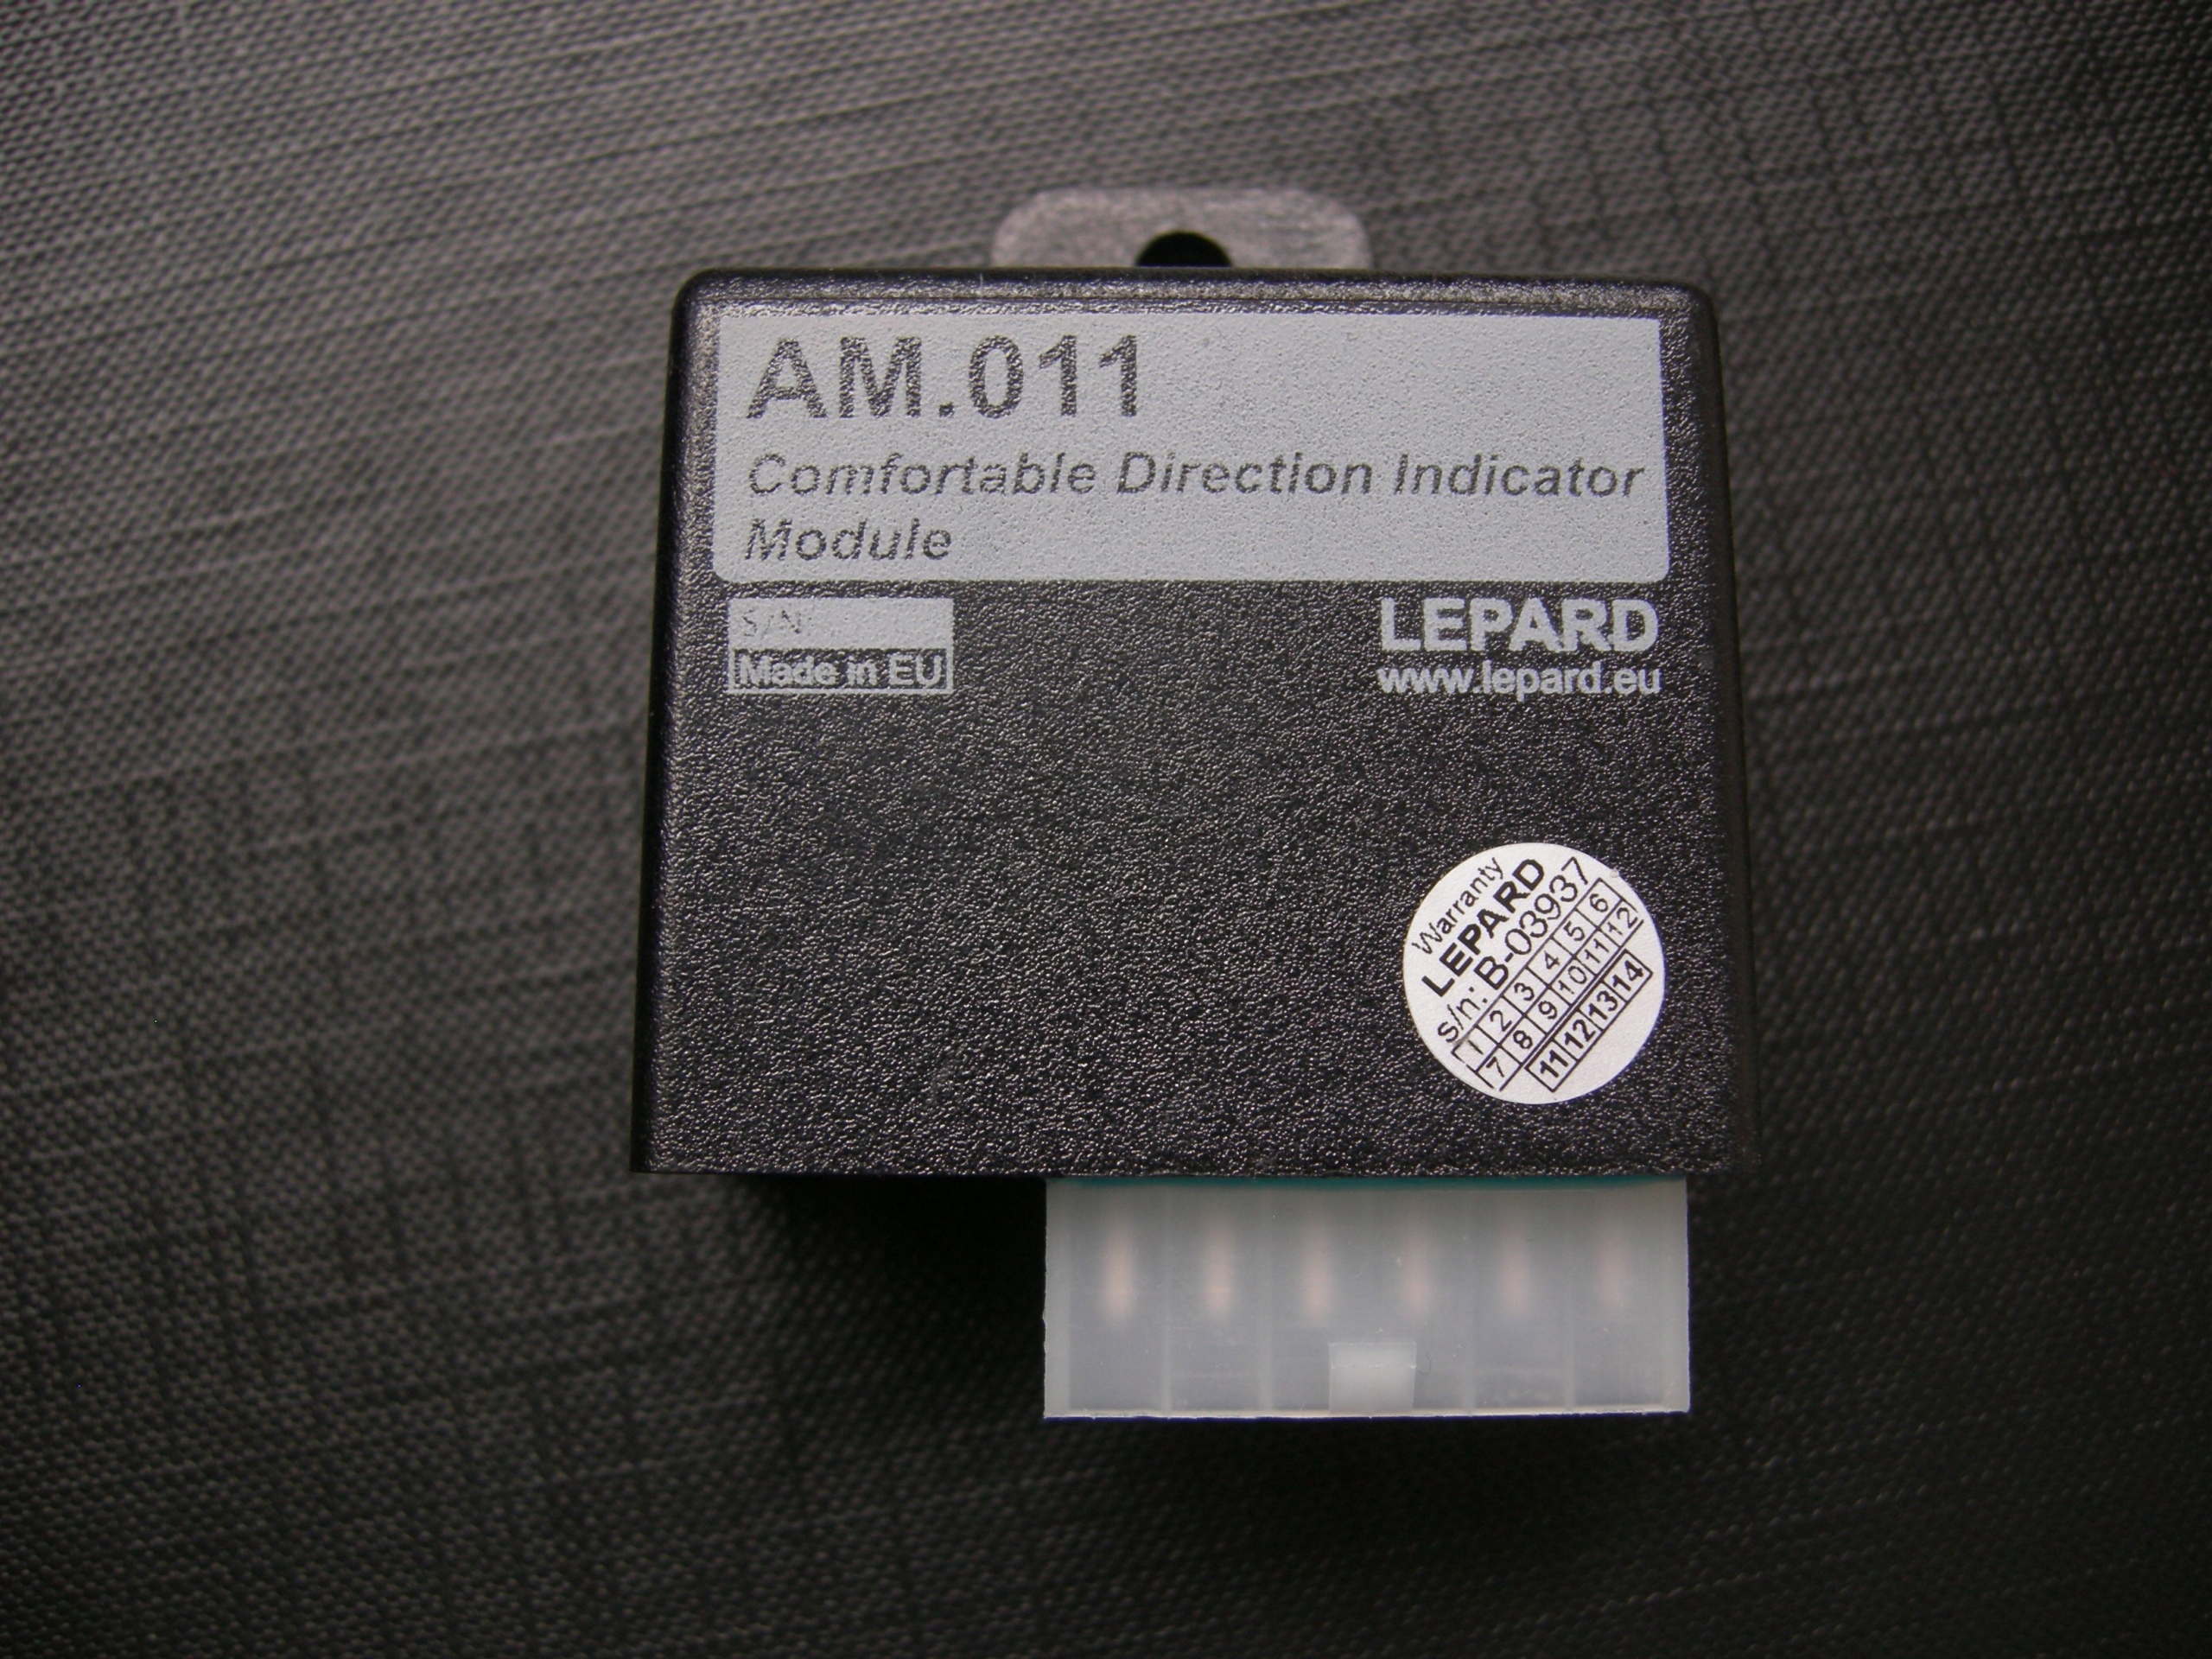 AM.011
Comfortable Direction Indicator
Module
S/N:
Made in EU
LEPARD
www.lepard.eu
Warranty
LEPARD
s/n: B-03937
1 2 3 4 5 6
7 8 9 10 11 12
11 12 13 14